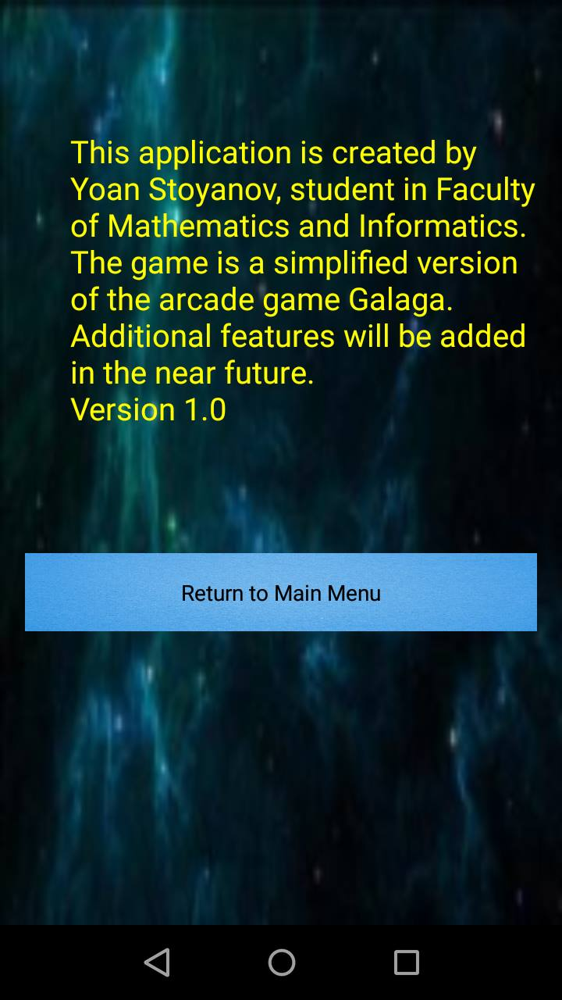 This application is created by
Yoan Stoyanov, student in Faculty
of Mathematics and Informatics.
The game is a simplified version
of the arcade game Galaga.
Additional features will be added
in the near future.
Version 1.0
Return to Main Menu